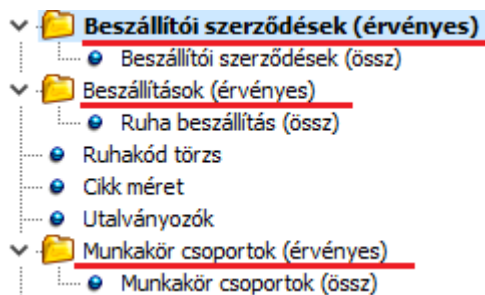 Beszállítói szerződések (érvényes)
Beszállítói szerződések (össz)
Beszállítások (érvényes)
Ruha beszállítás (össz)
Ruhakód törzs
Cikk méret
Utalványozók
Munkakör csoportok (érvényes)
Munkakör csoportok (össz)